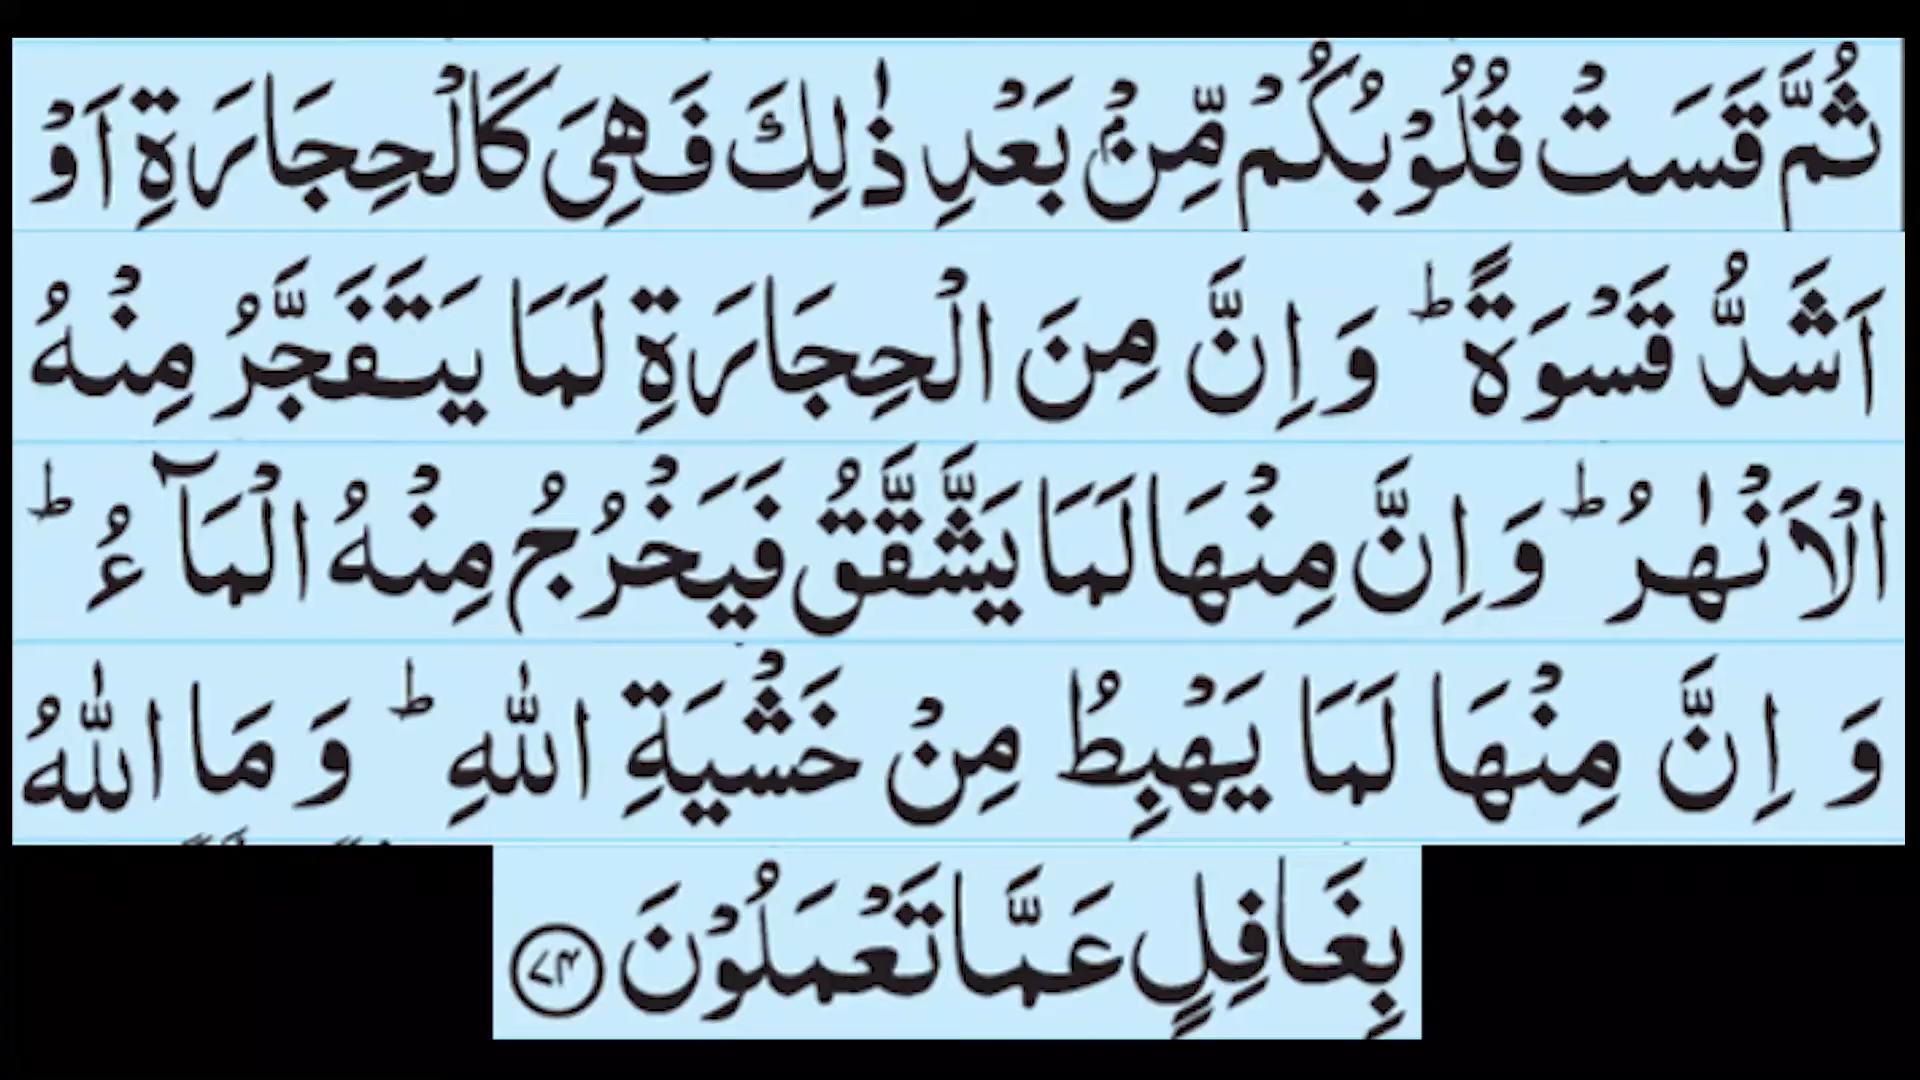 ثُمَّ قَسَتْ قُلُوْبُكُمْ مِّنْۢ بَعْدِ ذٰلِكَ فَهِیَ كَالْحِجَارَةِ اَوْ
اَشَدُّ قَسْوَةً ؕ وَ اِنَّ مِنَ الْحِجَارَةِ لَمَا یَتَفَجَّرُ مِنْهُ
الْاَنْهٰرُ ؕ وَ اِنَّ مِنْهَا لَمَا یَشَّقَّقُ فَیَخْرُجُ مِنْهُ الْمَآءُ ؕ
وَ اِنَّ مِنْهَا لَمَا یَهْبِطُ مِنْ خَشْیَةِ اللّٰهِ ؕ وَ مَا اللّٰهُ
بِغَافِلٍ عَمَّا تَعْمَلُوْنَ ۷۴